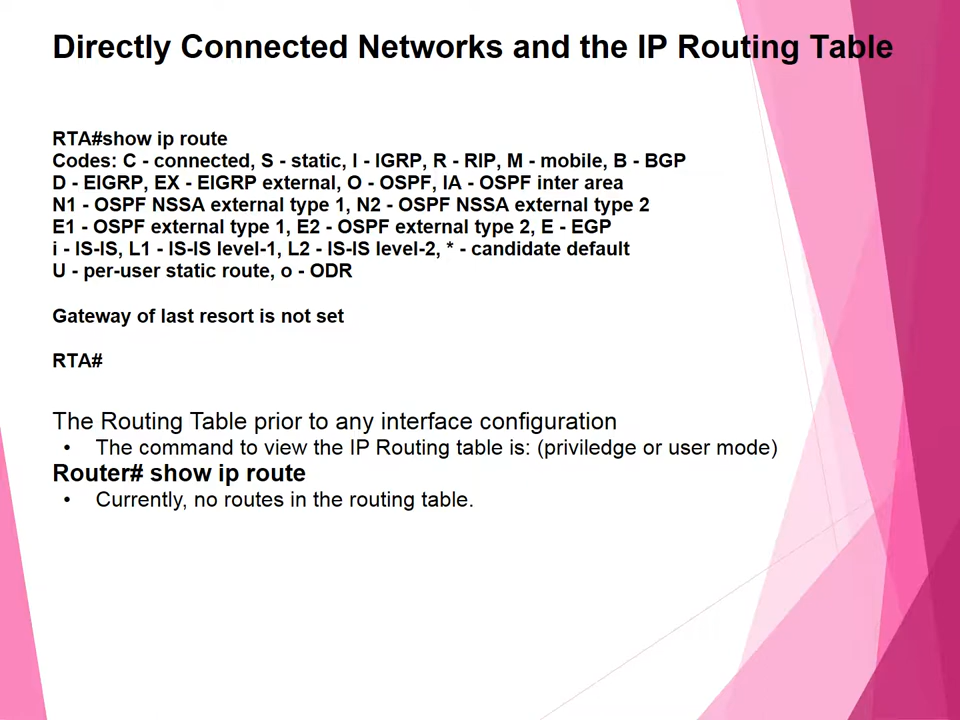 Directly Connected Networks and the IP Routing Table
RTA#show ip route
Codes: C - connected, S - static, I - IGRP, R - RIP, M - mobile, B - BGP
D - EIGRP, EX - EIGRP external, O - OSPF, IA - OSPF inter area
N1 - OSPF NSSA external type 1, N2 - OSPF NSSA external type 2
E1 - OSPF external type 1, E2 - OSPF external type 2, E - EGP
i - IS-IS, L1 - IS-IS level-1, L2 - IS-IS level-2, * - candidate default
U - per-user static route, o - ODR
Gateway of last resort is not set
RTA#
The Routing Table prior to any interface configuration
• The command to view the IP Routing table is: (priviledge or user mode)
Router# show ip route
• Currently, no routes in the routing table.